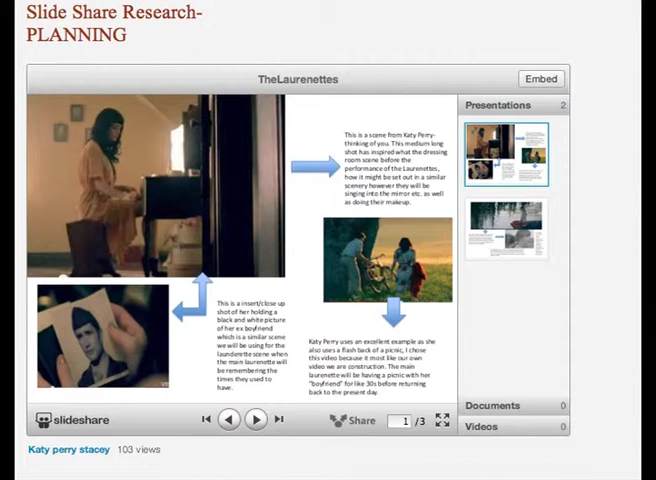 Slide Share Research-
PLANNING
TheLaurenettes
Embed
Presentations 2
This is a scene from Katy Perry-
thinking of you. This medium long
shot has inspired what the dressing
room scene before the
performance of the Laurenettes,
how it might be set out in a similar
scenery however they will be
singing into the mirror etc. as well
as doing their makeup.
This is a insert/close up
shot of her holding a
black and white picture
of her ex boyfriend
which is a similar scene
we will be using for the
launderette scene when
the main laurenette will
be remembering the
times they used to
have.
Katy Perry uses an excellent example as she
also uses a flash back of a picnic, I chose
this video because it most like our own
video we are construction. The main
laurenette will be having a picnic with her
"boyfriend" for like 30s before returning
back to the present day.
Documents 0
Videos 0
slideshare
Share
1 /3
Katy perry stacey 103 views